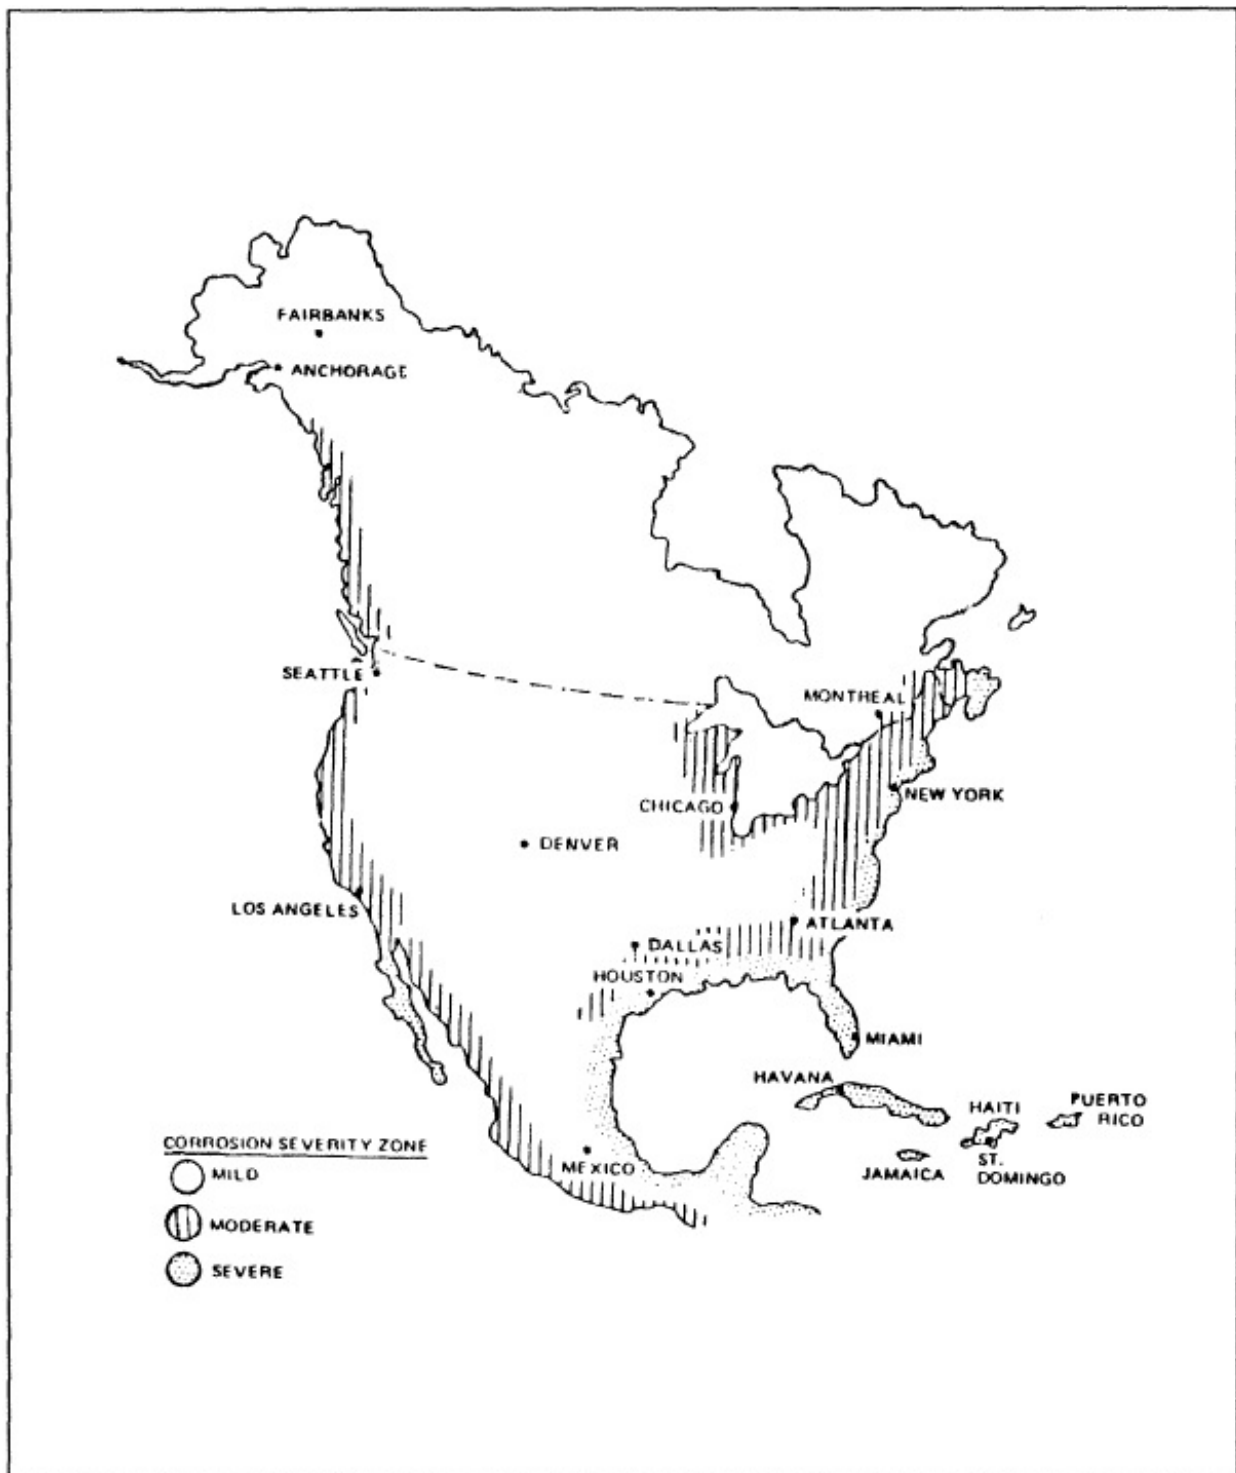 FAIRBANKS
ANCHORAGE
SEATTLE
MONTREAL
NEW YORK
CHICAGO
DENVER
LOS ANGELES
ATLANTA
DALLAS
HOUSTON
MIAMI
HAVANA
HAITI
PUERTO
RICO
MEXICO
JAMAICA
ST.
DOMINGO
CORROSION SEVERITY ZONE
MILD
MODERATE
SEVERE